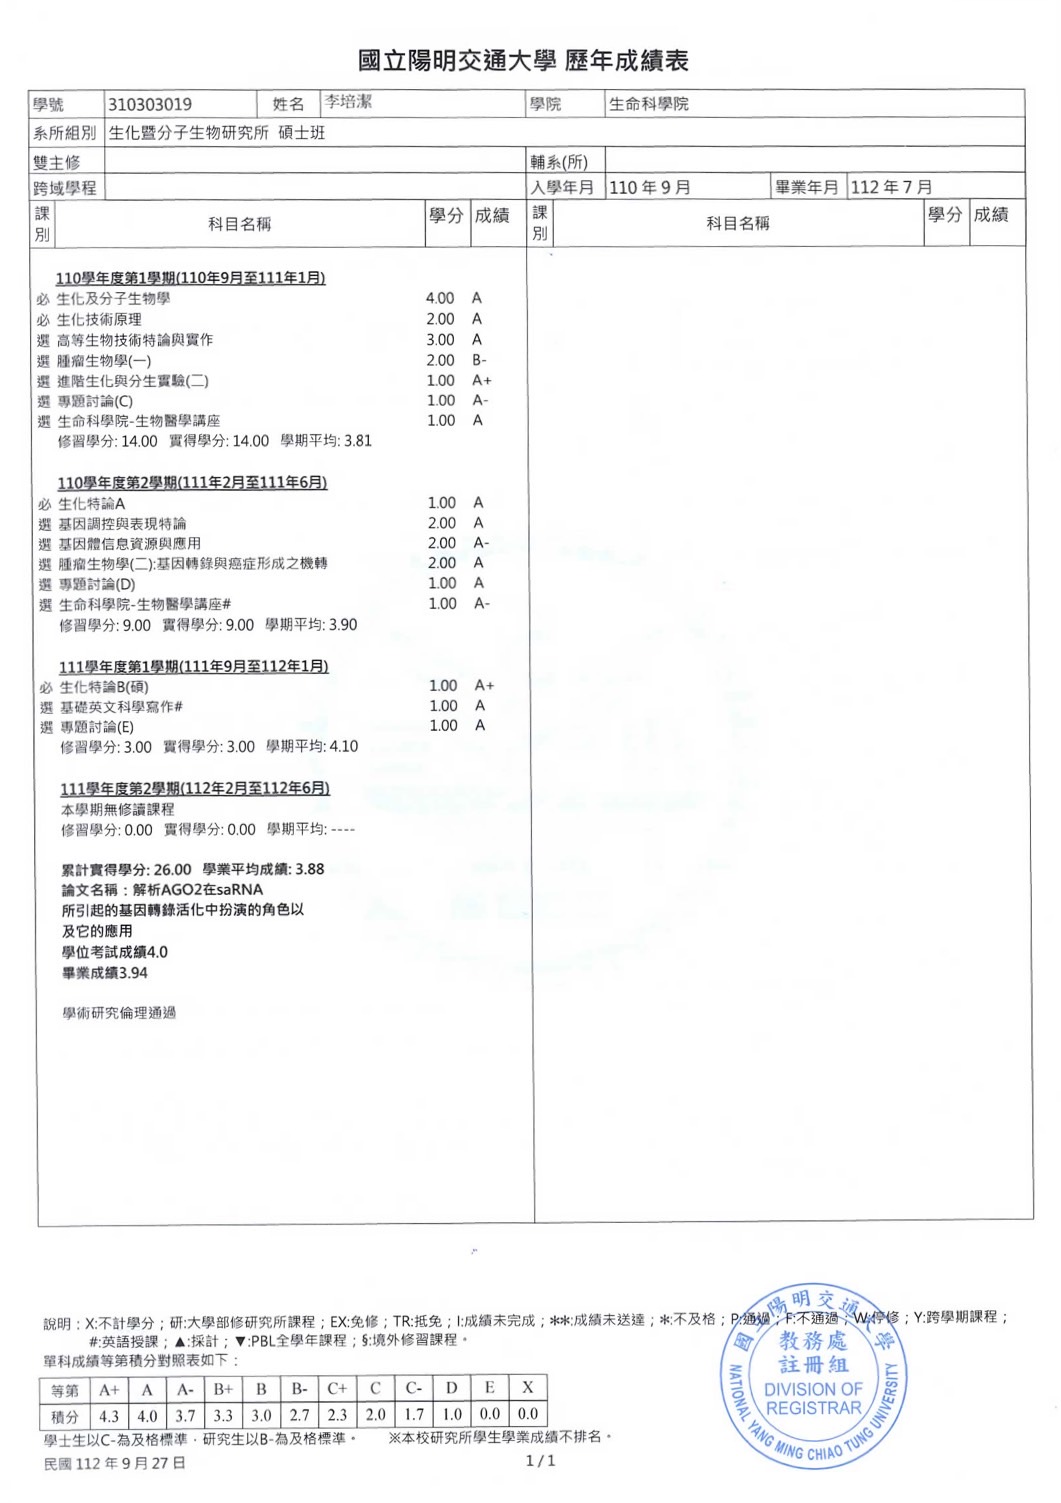 國立陽明交通大學 歷年成績表
學號 310303019 姓名 李培潔 學院 生命科學院
系所組別 生化暨分子生物研究所 碩士班
雙主修 輔系(所)
跨域學程 入學年月 110 年 9 月 畢業年月 112 年 7 月
課別 科目名稱 學分 成績 課別 科目名稱 學分 成績
110學年度第1學期(110年9月至111年1月)
必 生化及分子生物學 4.00 A
必 生化技術原理 2.00 A
選 高等生物技術特論與實作 3.00 A
選 腫瘤生物學(一) 2.00 B-
選 進階生化與分生實驗(二) 1.00 A+
選 專題討論(C) 1.00 A-
選 生命科學院-生物醫學講座 1.00 A
修習學分: 14.00 實得學分: 14.00 學期平均: 3.81
110學年度第2學期(111年2月至111年6月)
必 生化特論A 1.00 A
選 基因調控與表現特論 2.00 A
選 基因體信息資源與應用 2.00 A-
選 腫瘤生物學(二):基因轉錄與癌症形成之機轉 2.00 A
選 專題討論(D) 1.00 A
選 生命科學院-生物醫學講座# 1.00 A-
修習學分: 9.00 實得學分: 9.00 學期平均: 3.90
111學年度第1學期(111年9月至112年1月)
必 生化特論B(碩) 1.00 A+
選 基礎英文科學寫作# 1.00 A
選 專題討論(E) 1.00 A
修習學分: 3.00 實得學分: 3.00 學期平均: 4.10
111學年度第2學期(112年2月至112年6月)
本學期無修讀課程
修習學分: 0.00 實得學分: 0.00 學期平均: ----
累計實得學分: 26.00 學業平均成績: 3.88
論文名稱：解析AGO2在saRNA
所引起的基因轉錄活化中扮演的角色以
及它的應用
學位考試成績4.0
畢業成績3.94
學術研究倫理通過
說明：X:不計學分；研:大學部修研究所課程；EX:免修；TR:抵免；I:成績未完成；**:成績未送達；*:不及格；P:通過；F:不通過；W:停修；Y:跨學期課程；
#:英語授課；▲:採計；▼:PBL全學年課程；§:境外修習課程。
單科成績等第積分對照表如下：
等第 A+ A A- B+ B B- C+ C C- D E X
積分 4.3 4.0 3.7 3.3 3.0 2.7 2.3 2.0 1.7 1.0 0.0 0.0
學士生以C-為及格標準，研究生以B-為及格標準。 ※本校研究所學生學業成績不排名。
民國 112 年 9 月 27 日 1 / 1
國立陽明交通大學
教務處
註冊組
DIVISION OF
REGISTRAR
NATIONAL YANG MING CHIAO TUNG UNIVERSITY